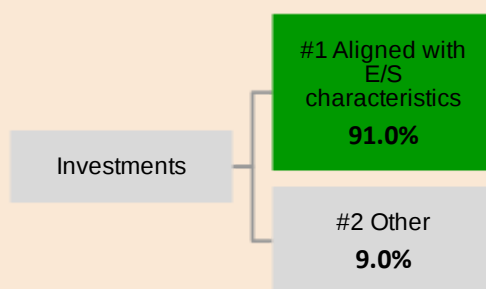 #1 Aligned with
E/S
characteristics
91.0%
Investments
#2 Other
9.0%